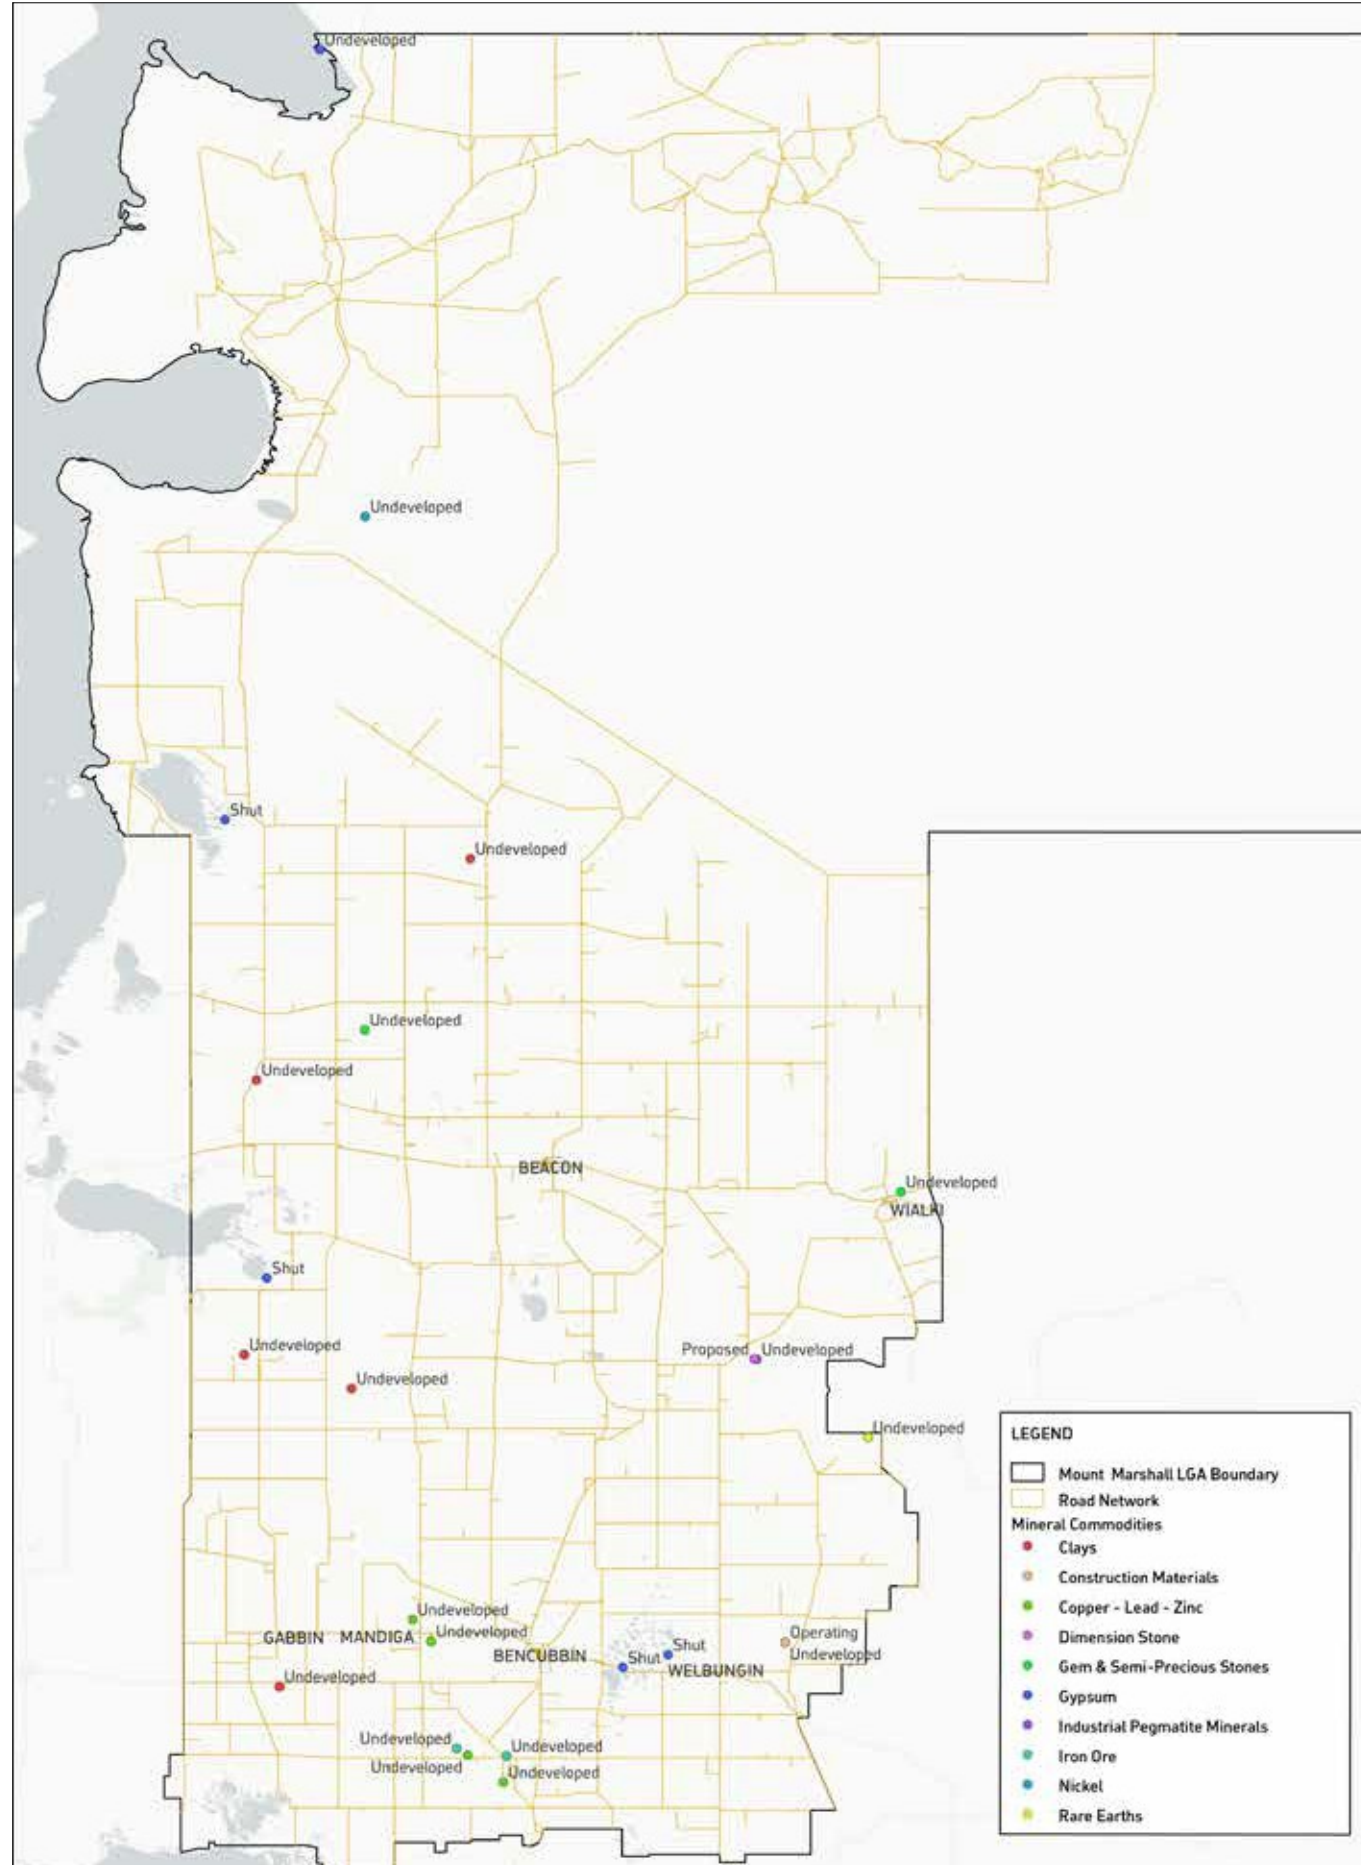 Undeveloped
Undeveloped
Shut
Undeveloped
Undeveloped
Undeveloped
BEACON
Undeveloped
WIALKI
Shut
Undeveloped
Proposed Undeveloped
Undeveloped
Undeveloped
LEGEND
Mount Marshall LGA Boundary
Road Network
Mineral Commodities
Clays
Construction Materials
Copper - Lead - Zinc
Dimension Stone
Gem & Semi-Precious Stones
Gypsum
Industrial Pegmatite Minerals
Iron Ore
Nickel
Rare Earths
Undeveloped
Undeveloped
GABBIN MANDIGA
Operating
Undeveloped
BENCUBBIN
Shut
Shut
WELBUNGIN
Undeveloped
Undeveloped
Undeveloped
Undeveloped
Undeveloped